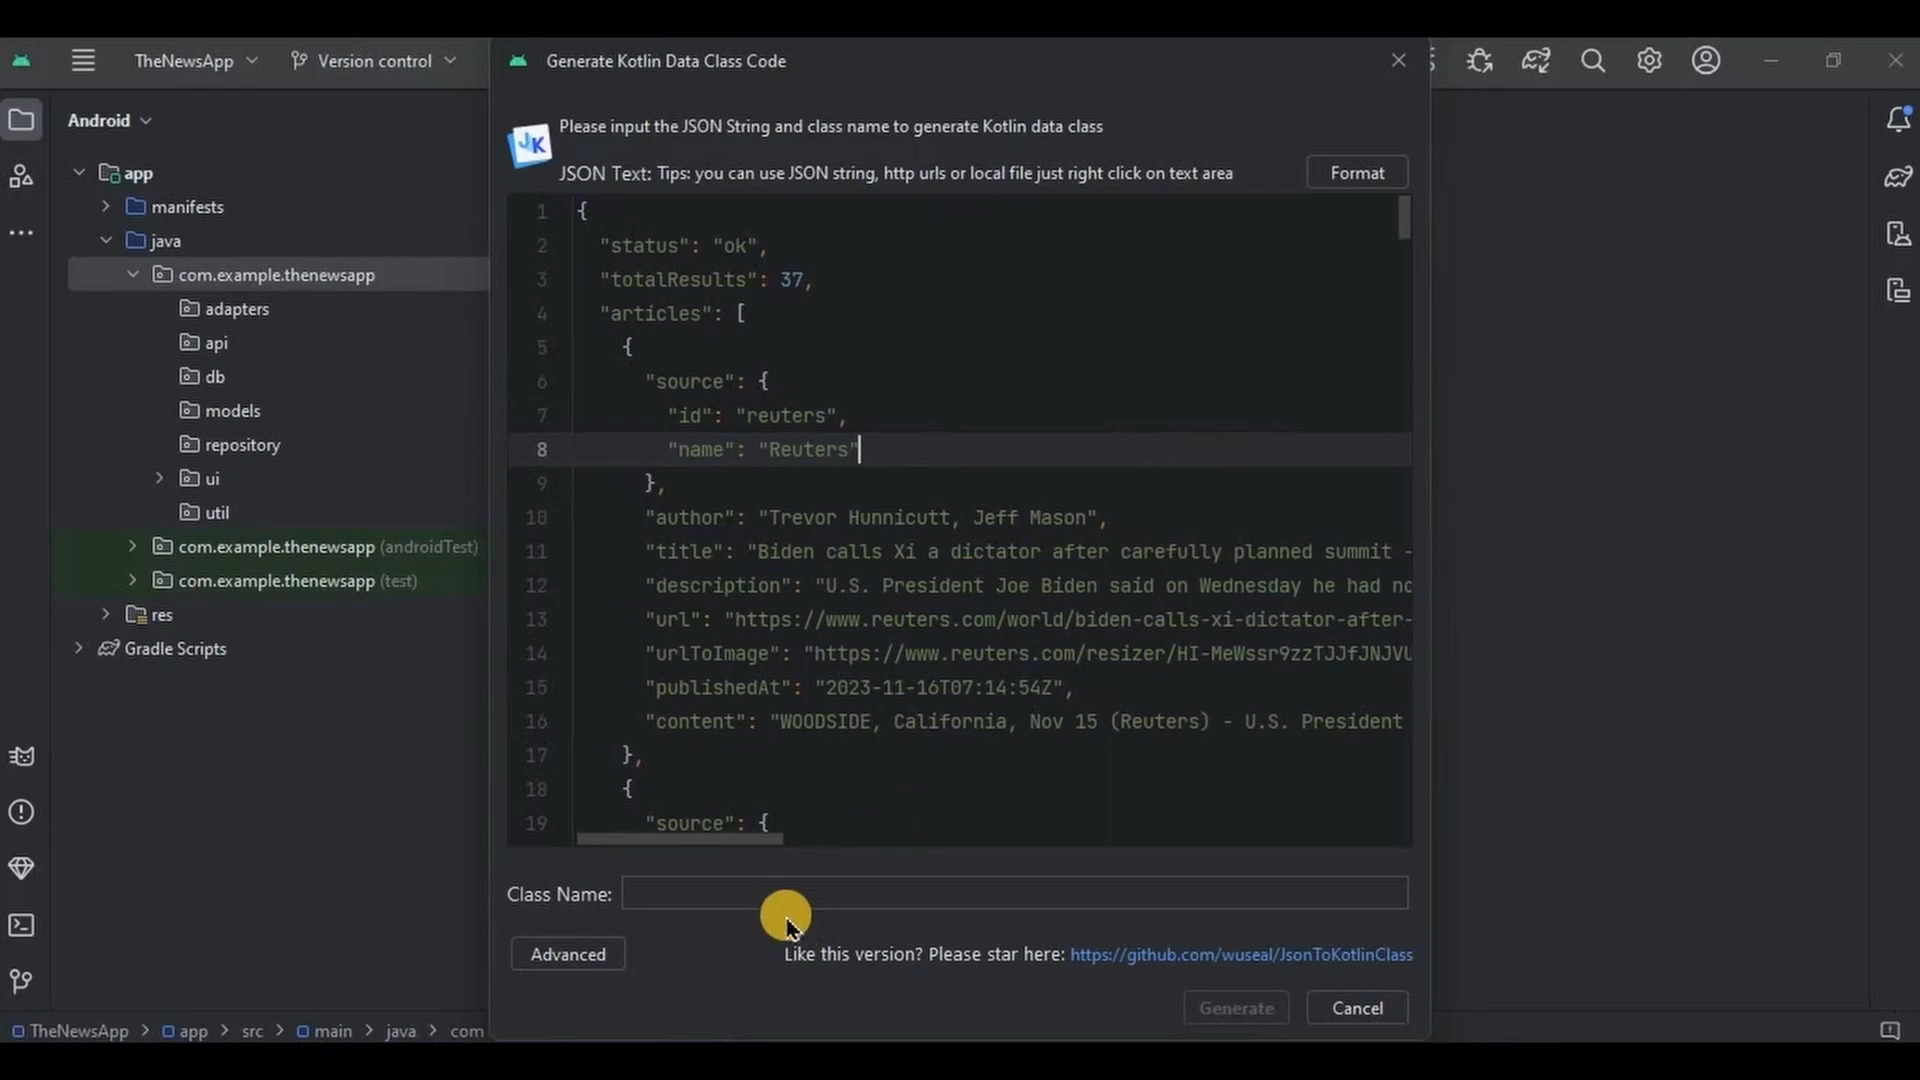 TheNewsApp
Version control
Generate Kotlin Data Class Code
Android
app
manifests
java
com.example.thenewsapp
adapters
api
db
models
repository
ui
util
com.example.thenewsapp (androidTest)
com.example.thenewsapp (test)
res
Gradle Scripts
Please input the JSON String and class name to generate Kotlin data class
JK
JSON Text: Tips: you can use JSON string, http urls or local file just right click on text area
Format
1 {
2 "status": "ok",
3 "totalResults": 37,
4 "articles": [
5 {
6 "source": {
7 "id": "reuters",
8 "name": "Reuters"
9 },
10 "author": "Trevor Hunnicutt, Jeff Mason",
11 "title": "Biden calls Xi a dictator after carefully planned summit -
12 "description": "U.S. President Joe Biden said on Wednesday he had no
13 "url": "https://www.reuters.com/world/biden-calls-xi-dictator-after-
14 "urlToImage": "https://www.reuters.com/resizer/HI-MeWssr9zzTJJfJNJVU
15 "publishedAt": "2023-11-16T07:14:54Z",
16 "content": "WOODSIDE, California, Nov 15 (Reuters) - U.S. President
17 },
18 {
19 "source": {
Class Name:
Advanced
Like this version? Please star here: https://github.com/wuseal/JsonToKotlinClass
Generate
Cancel
TheNewsApp > app > src > main > java > com